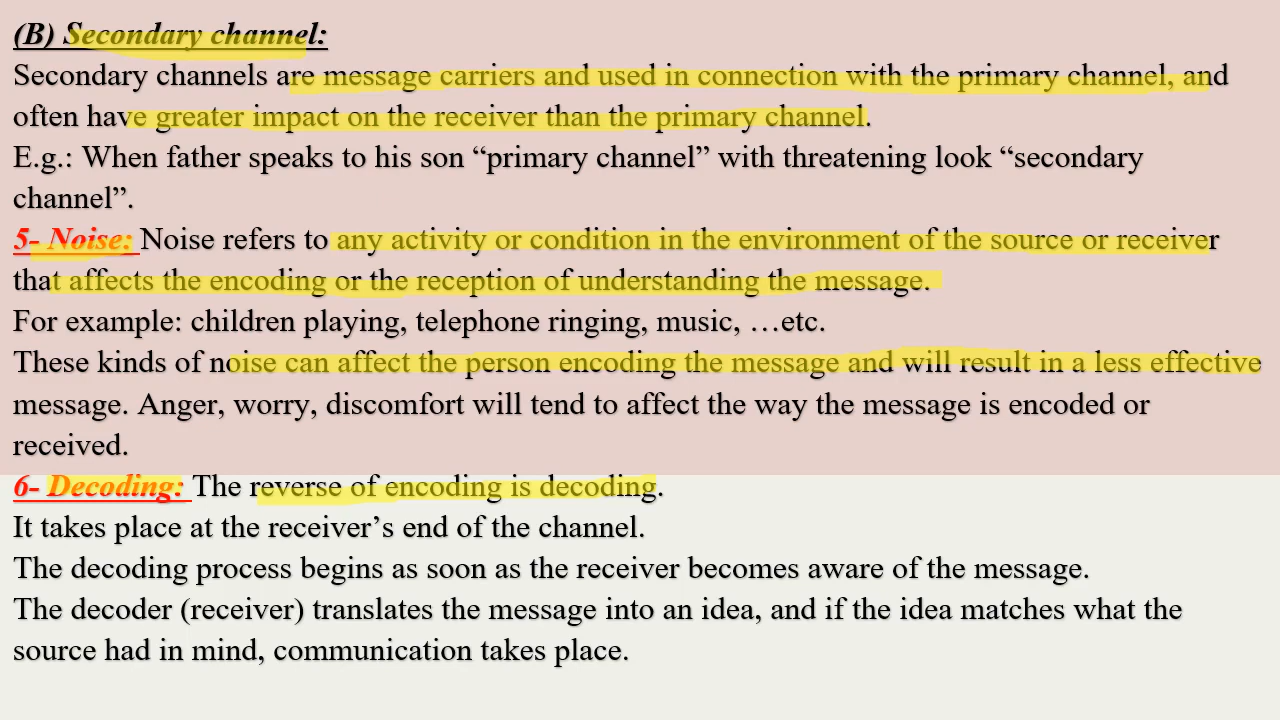 (B) Secondary channel:
Secondary channels are message carriers and used in connection with the primary channel, and
often have greater impact on the receiver than the primary channel.
E.g.: When father speaks to his son “primary channel” with threatening look “secondary
channel”.
5- Noise: Noise refers to any activity or condition in the environment of the source or receiver
that affects the encoding or the reception of understanding the message.
For example: children playing, telephone ringing, music, …etc.
These kinds of noise can affect the person encoding the message and will result in a less effective
message. Anger, worry, discomfort will tend to affect the way the message is encoded or
received.
6- Decoding: The reverse of encoding is decoding.
It takes place at the receiver’s end of the channel.
The decoding process begins as soon as the receiver becomes aware of the message.
The decoder (receiver) translates the message into an idea, and if the idea matches what the
source had in mind, communication takes place.